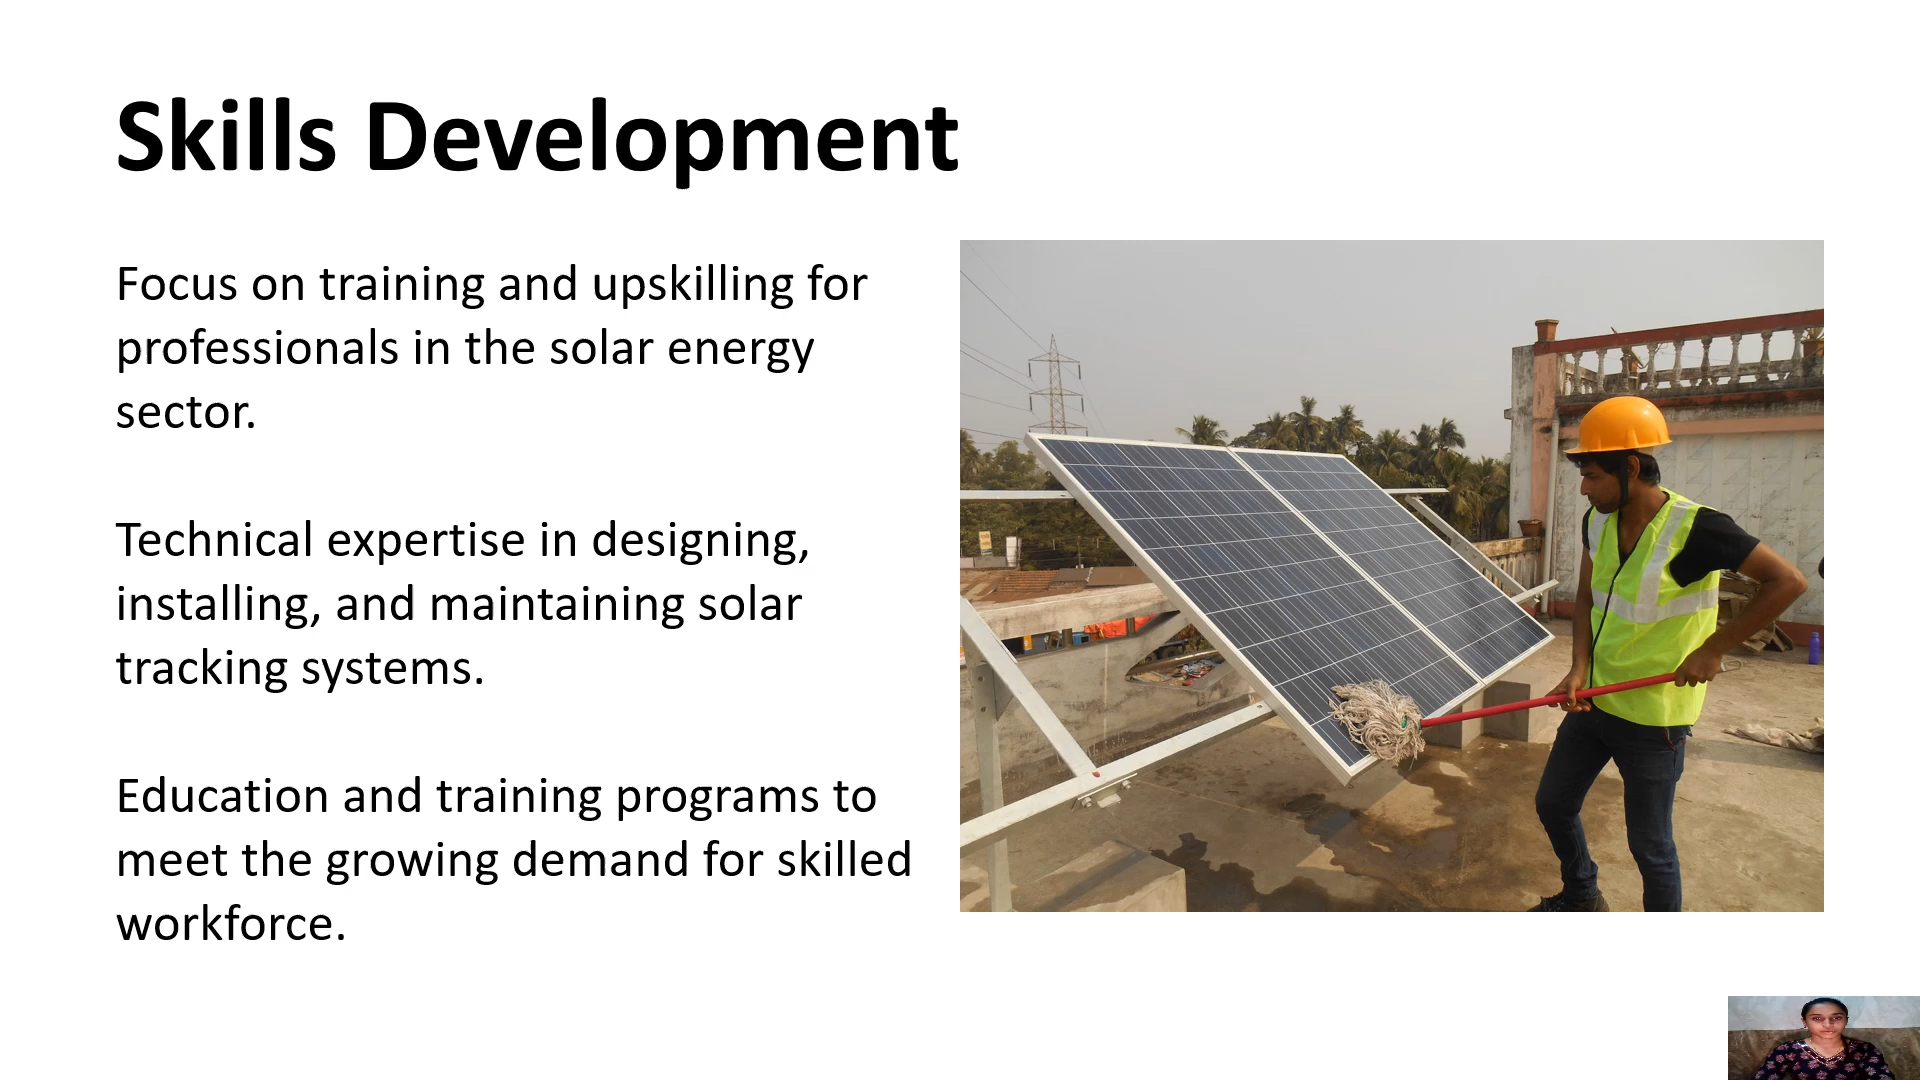 Skills Development
Focus on training and upskilling for
professionals in the solar energy
sector.
Technical expertise in designing,
installing, and maintaining solar
tracking systems.
Education and training programs to
meet the growing demand for skilled
workforce.